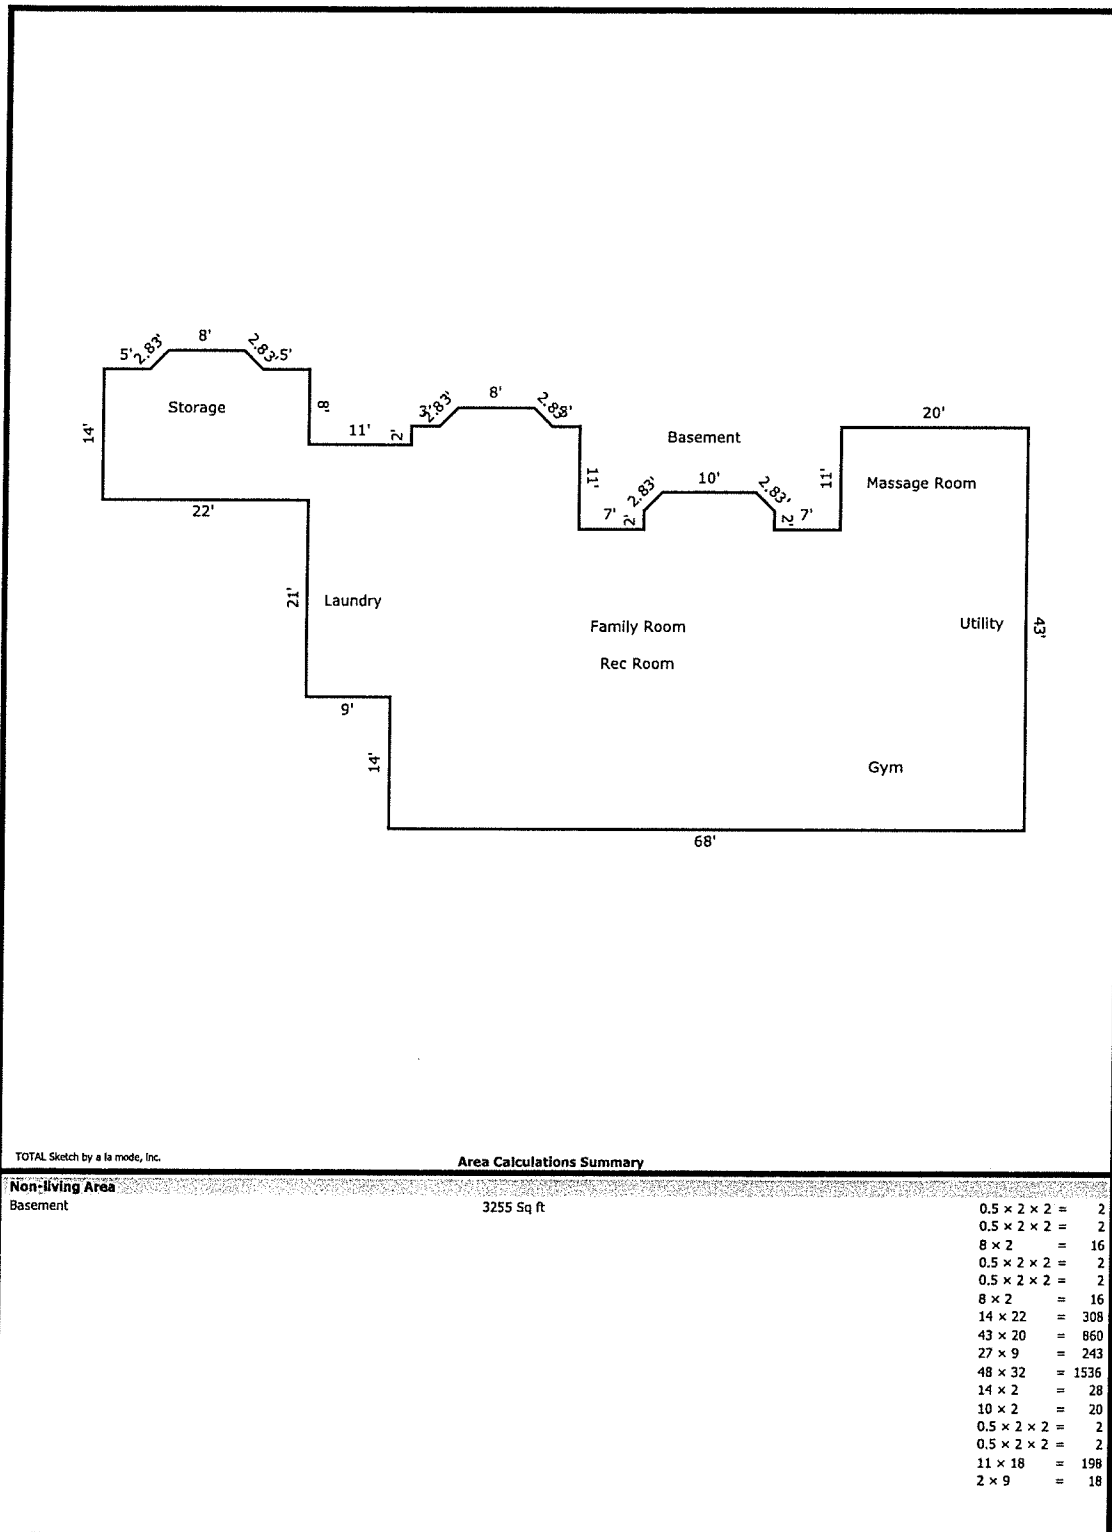 8'
5' 2.83' 2.83' 5'
Storage
14'
8'
11'
2'
3' 2.83' 8' 2.83'
Basement
20'
11'
7' 2' 2.83' 10' 2.83' 2' 7'
11'
Massage Room
22'
21'
Laundry
Family Room
Rec Room
Utility
43'
9'
14'
Gym
68'
TOTAL Sketch by a la mode, inc.
Area Calculations Summary
Non-living Area
Basement 3255 Sq ft
0.5 × 2 × 2 = 2
0.5 × 2 × 2 = 2
8 × 2 = 16
0.5 × 2 × 2 = 2
0.5 × 2 × 2 = 2
8 × 2 = 16
14 × 22 = 308
43 × 20 = 860
27 × 9 = 243
48 × 32 = 1536
14 × 2 = 28
10 × 2 = 20
0.5 × 2 × 2 = 2
0.5 × 2 × 2 = 2
11 × 18 = 198
2 × 9 = 18